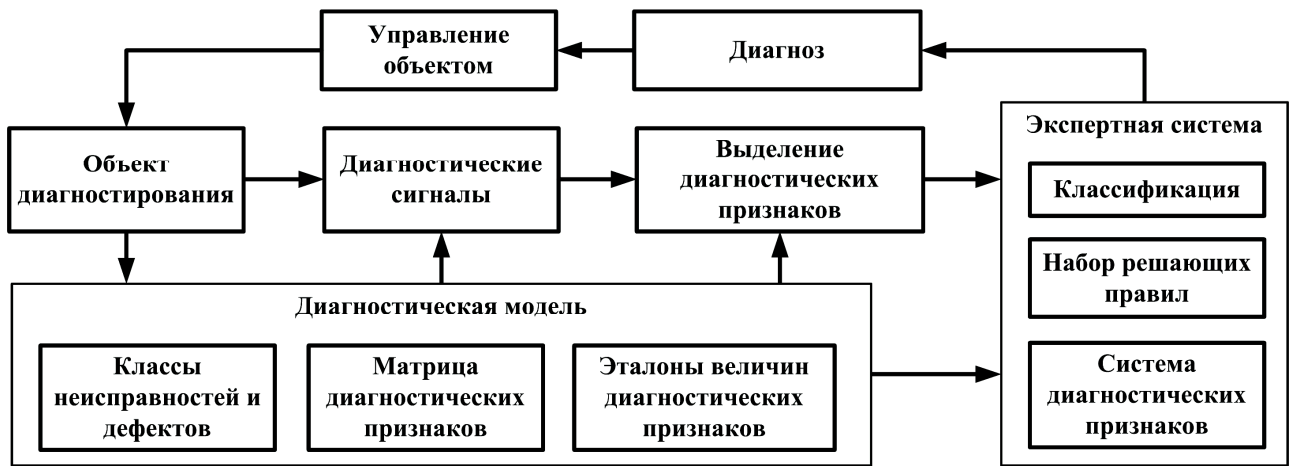 Управление
объектом
Диагноз
Объект
диагностирования
Диагностические
сигналы
Выделение
диагностических
признаков
Экспертная система
Классификация
Набор решающих
правил
Система
диагностических
признаков
Диагностическая модель
Классы
неисправностей и
дефектов
Матрица
диагностических
признаков
Эталоны величин
диагностических
признаков